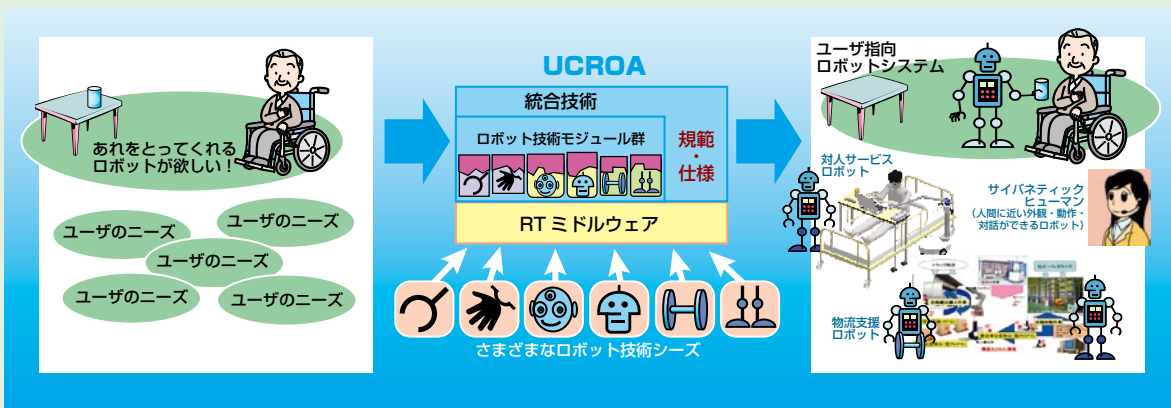 あれをとってくれる
ロボットが欲しい！
ユーザのニーズ
ユーザのニーズ
ユーザのニーズ
ユーザのニーズ
ユーザのニーズ
UCROA
統合技術
ロボット技術モジュール群
規範
・
仕様
RTミドルウェア
さまざまなロボット技術シーズ
ユーザ指向
ロボットシステム
対人サービス
ロボット
サイバネティック
ヒューマン
（人間に近い外観・動作・
対話ができるロボット）
物流支援
ロボット